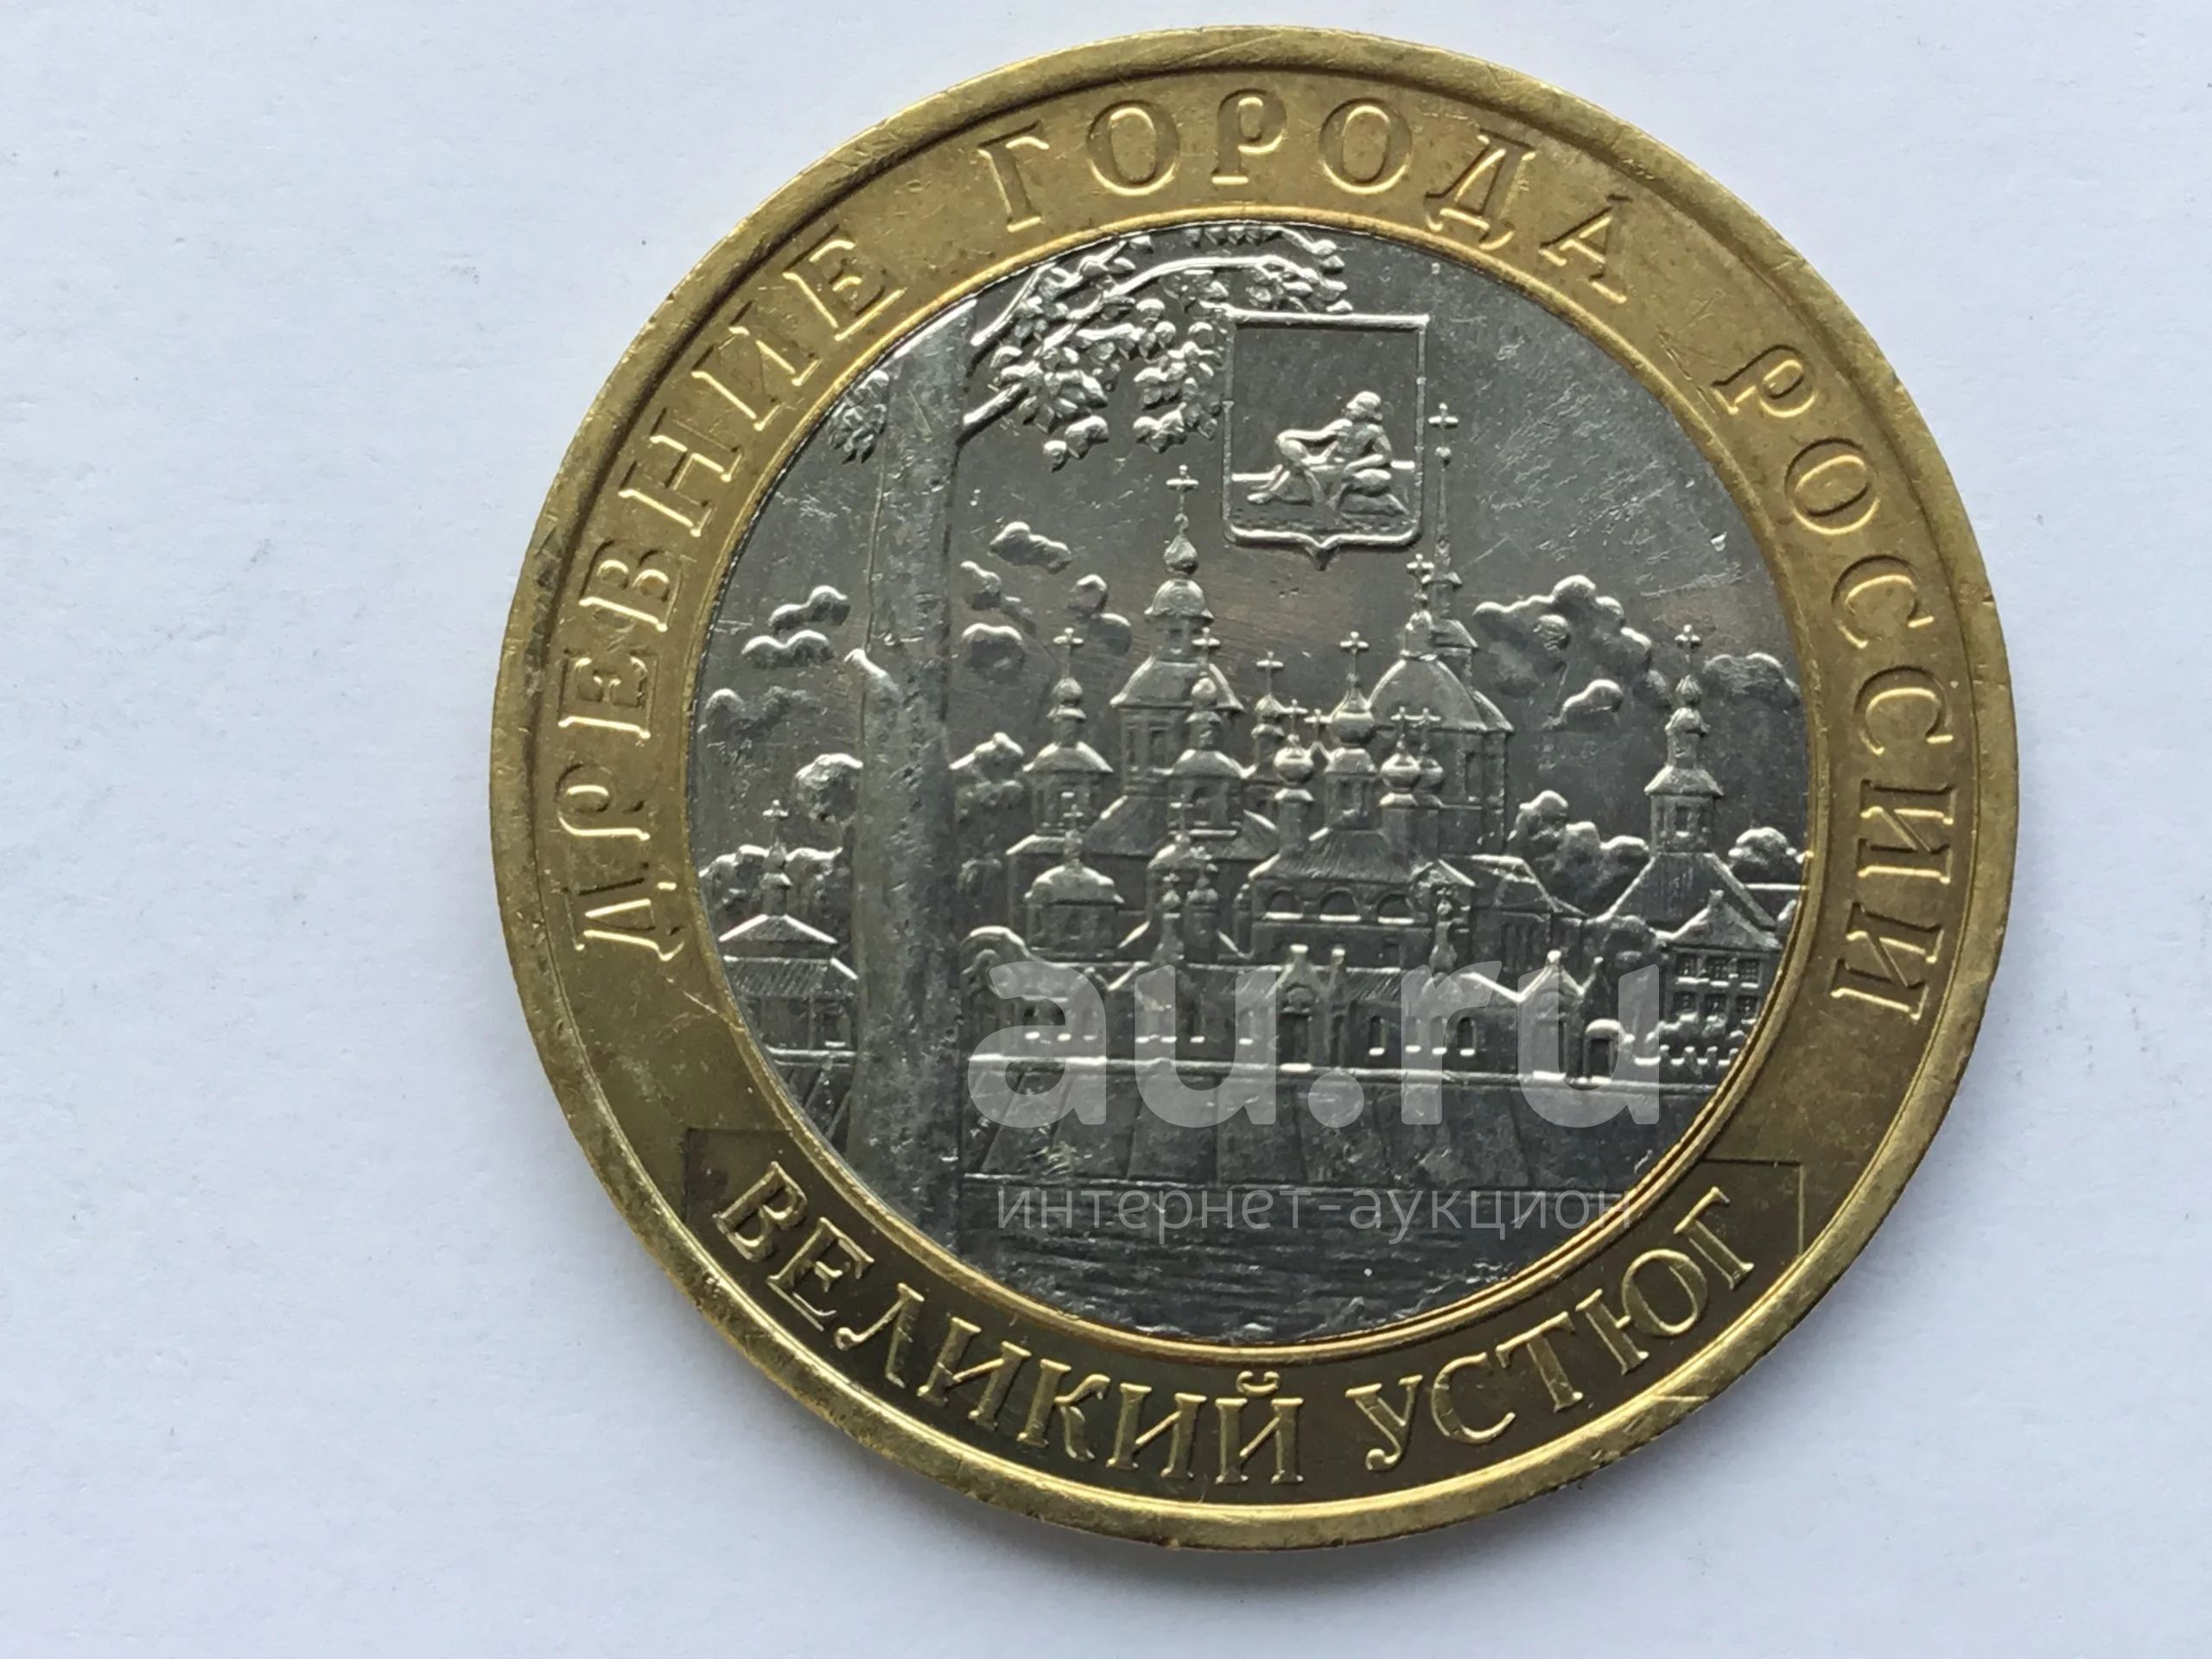 ДРЕВНИЕ ГОРОДА РОССИИ
au.ru
интернет-аукцион
ВЕЛИКИЙ УСТЮГ